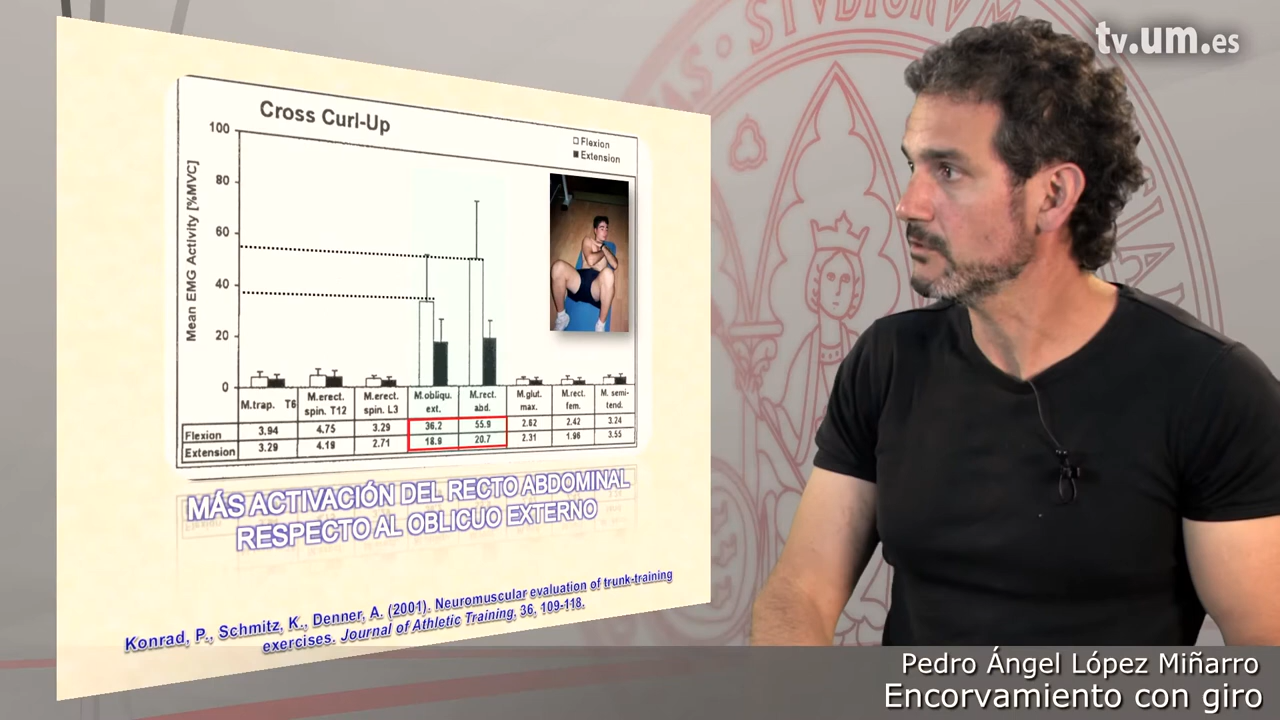 tv.um.es
STVDIORVM
Cross Curl-Up
Flexion
Extension
Mean EMG Activity [%MVC]
100
80
60
40
20
0
M.trap. T6
M.erect. spin. T12
M.erect. spin. L3
M.obliqu. ext.
M.rect. abd.
M.glut. max.
M.rect. fem.
M. semi-tend.
Flexion 3.94 4.75 3.29 36.2 55.9 2.62 2.42 3.24
Extension 3.29 4.19 2.71 18.9 20.7 2.31 1.96 3.55
MÁS ACTIVACIÓN DEL RECTO ABDOMINAL
RESPECTO AL OBLICUO EXTERNO
Konrad, P., Schmitz, K., Denner, A. (2001). Neuromuscular evaluation of trunk-training
exercises. Journal of Athletic Training, 36, 109-118.
Pedro Ángel López Miñarro
Encorvamiento con giro